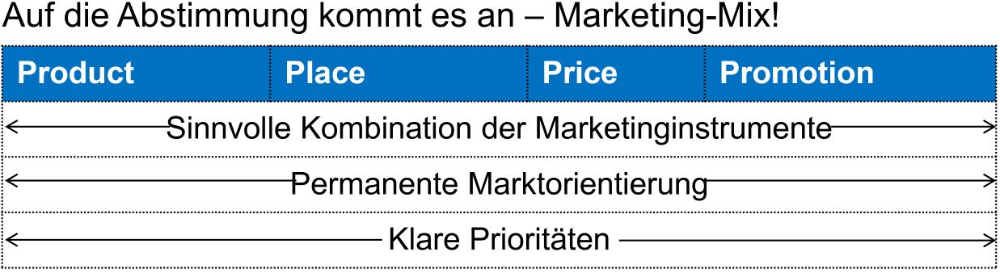 Auf die Abstimmung kommt es an – Marketing-Mix!
Product Place Price Promotion
Sinnvolle Kombination der Marketinginstrumente
Permanente Marktorientierung
Klare Prioritäten